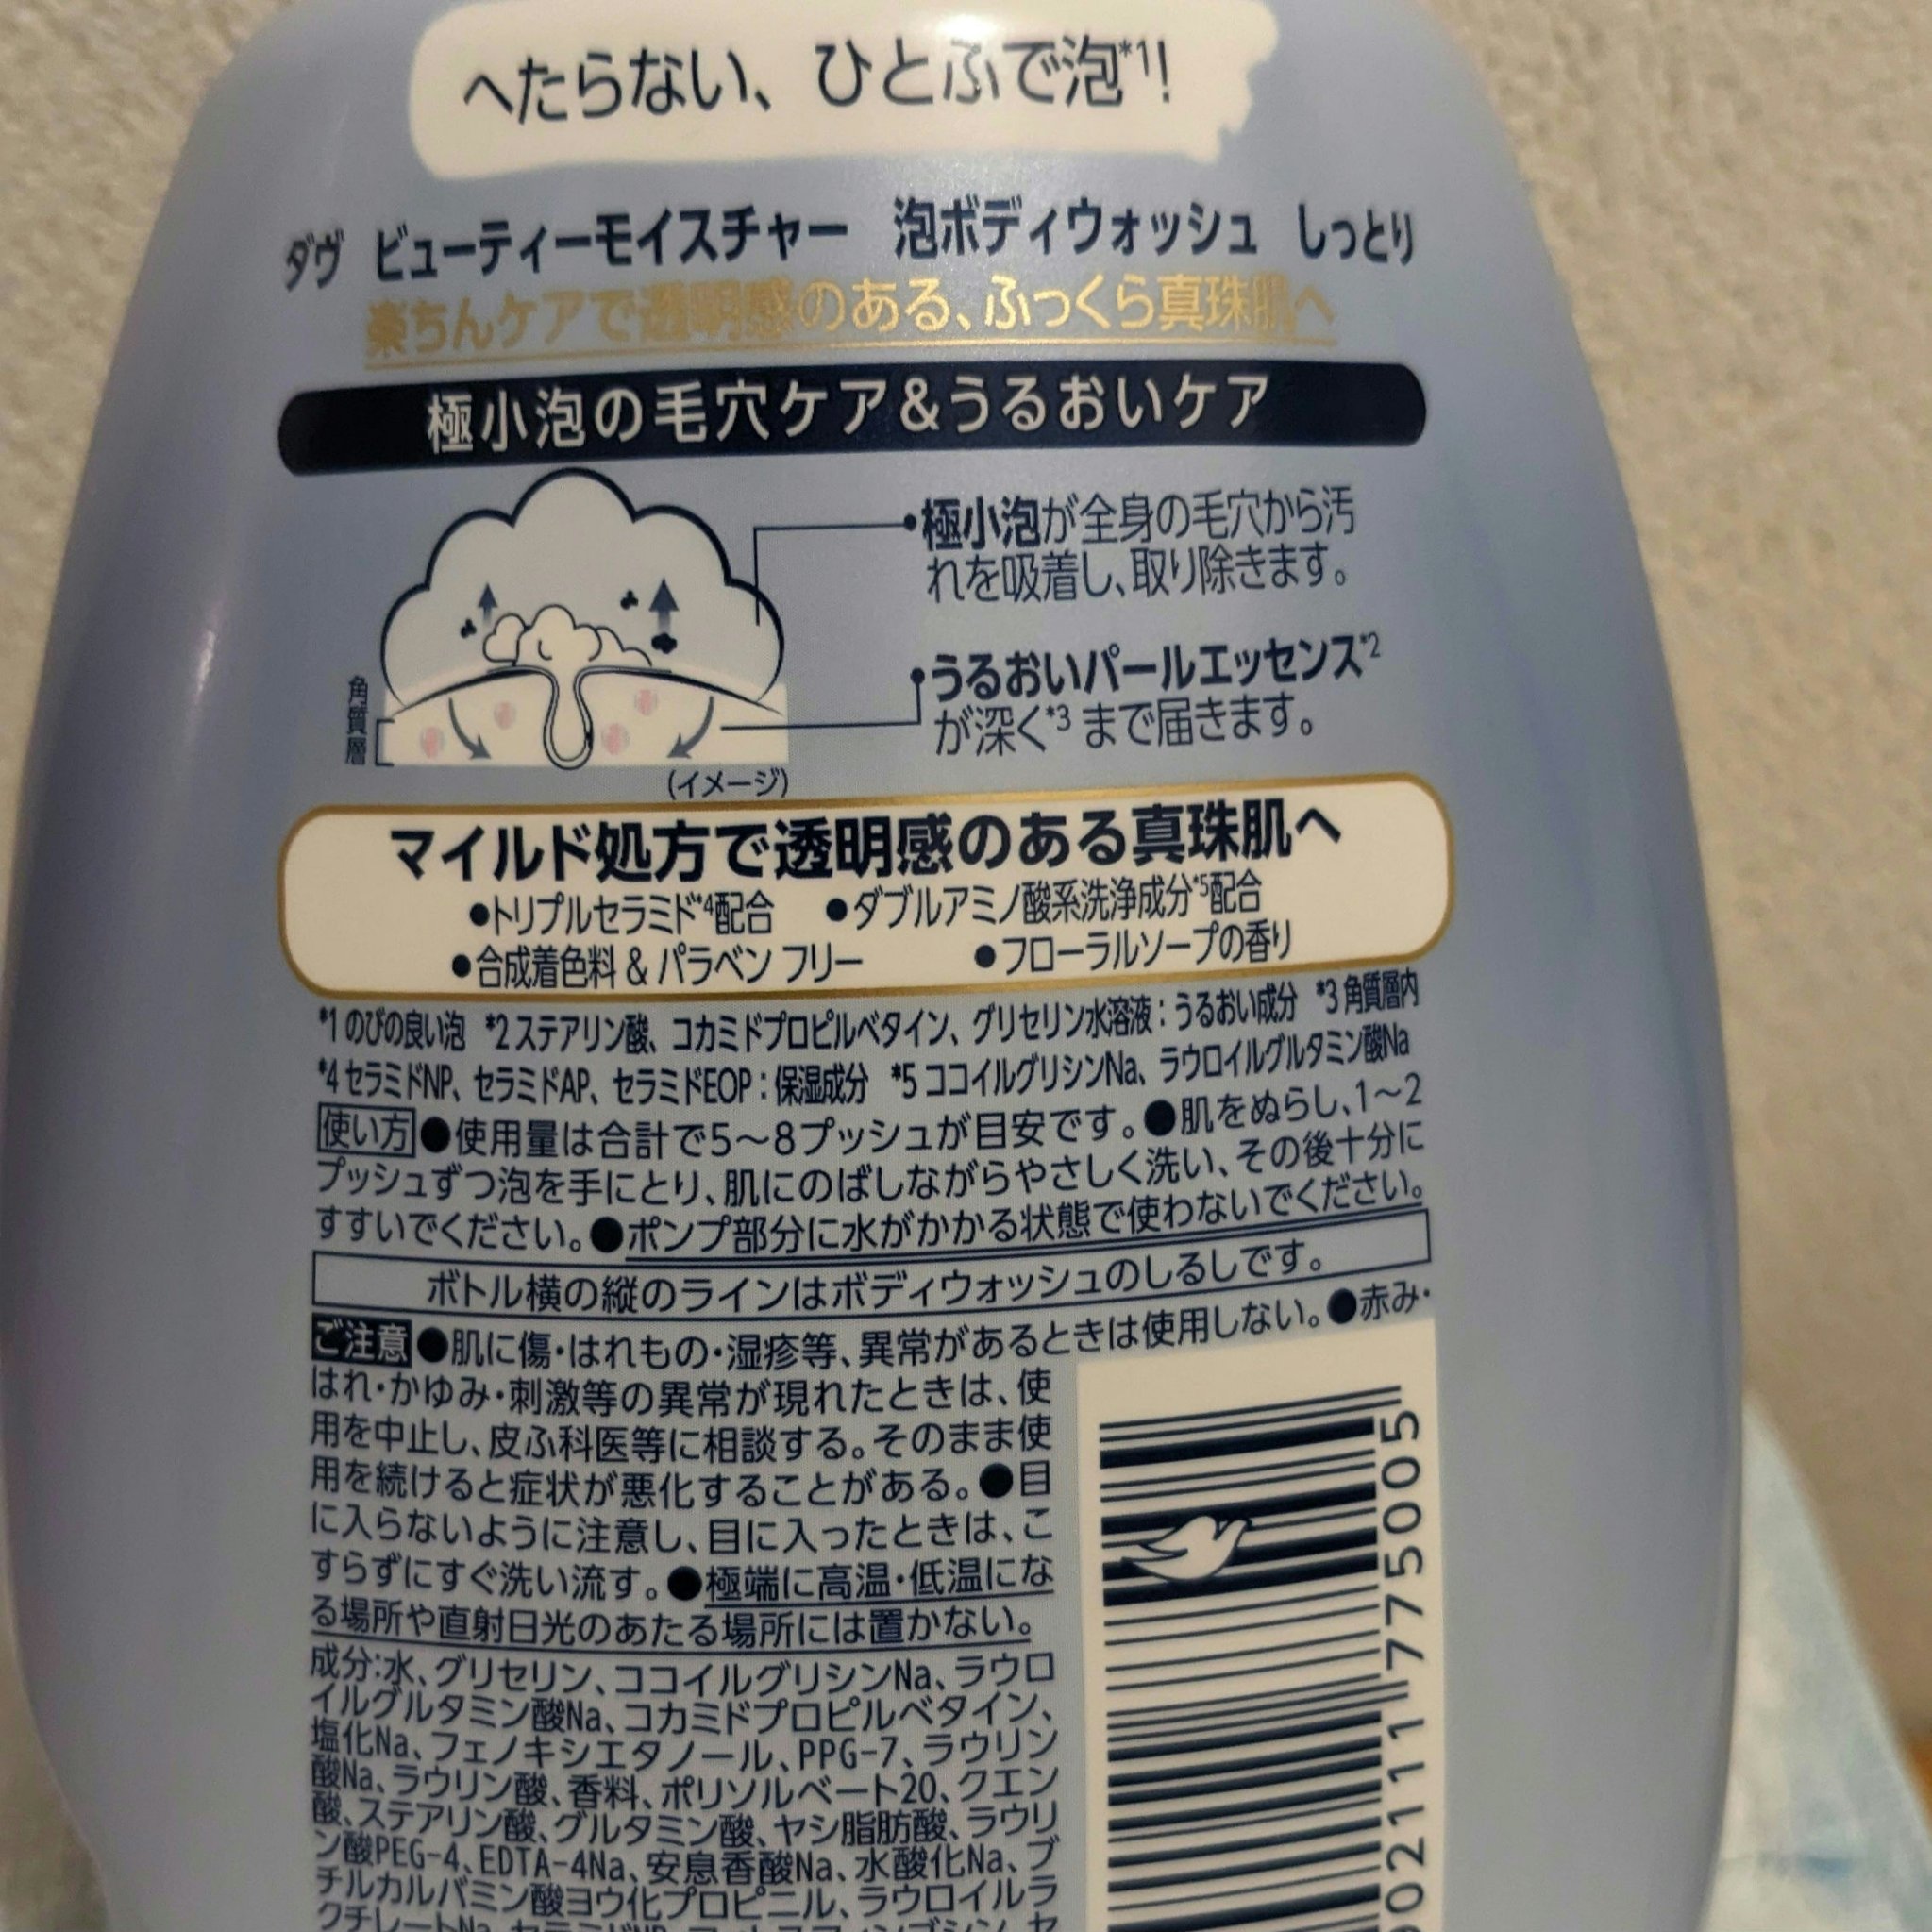 へたらない、ひとふで泡*1!
ダヴ ビューティーモイスチャー 泡ボディウォッシュ しっとり
楽ちんケアで透明感のある、ふっくら真珠肌へ
極小泡の毛穴ケア&うるおいケア
極小泡が全身の毛穴から汚
れを吸着し、取り除きます。
うるおいパールエッセンス*2
が深く*3 まで届きます。
角質層
(イメージ)
マイルド処方で透明感のある真珠肌へ
●トリプルセラミド*4配合 ●ダブルアミノ酸系洗浄成分*5配合
●合成着色料 & パラベン フリー ●フローラルソープの香り
*1 のびの良い泡 *2 ステアリン酸、コカミドプロピルベタイン、グリセリン水溶液：うるおい成分 *3 角質層内
*4 セラミドNP、セラミドAP、セラミドEOP：保湿成分 *5 ココイルグリシンNa、ラウロイルグルタミン酸Na
使い方 ●使用量は合計で5〜8プッシュが目安です。●肌をぬらし、1〜2
プッシュずつ泡を手にとり、肌にのばしながらやさしく洗い、その後十分に
すすいでください。●ポンプ部分に水がかかる状態で使わないでください。
ボトル横の縦のラインはボディウォッシュのしるしです。
ご注意 ●肌に傷・はれもの・湿疹等、異常があるときは使用しない。●赤み・
はれ・かゆみ・刺激等の異常が現れたときは、使
用を中止し、皮ふ科医等に相談する。そのまま使
用を続けると症状が悪化することがある。●目
に入らないように注意し、目に入ったときは、こ
すらずにすぐ洗い流す。●極端に高温・低温にな
る場所や直射日光のあたる場所には置かない。
成分：水、グリセリン、ココイルグリシンNa、ラウロ
イルグルタミン酸Na、コカミドプロピルベタイン、
塩化Na、フェノキシエタノール、PPG-7、ラウリン
酸Na、ラウリン酸、香料、ポリソルベート20、クエン
酸、ステアリン酸、グルタミン酸、ヤシ脂肪酸、ラウリ
ン酸PEG-4、EDTA-4Na、安息香酸Na、水酸化Na、ブ
チルカルバミン酸ヨウ化プロピニル、ラウロイルラ
クチレートNa、セラミドNP
02111 775005